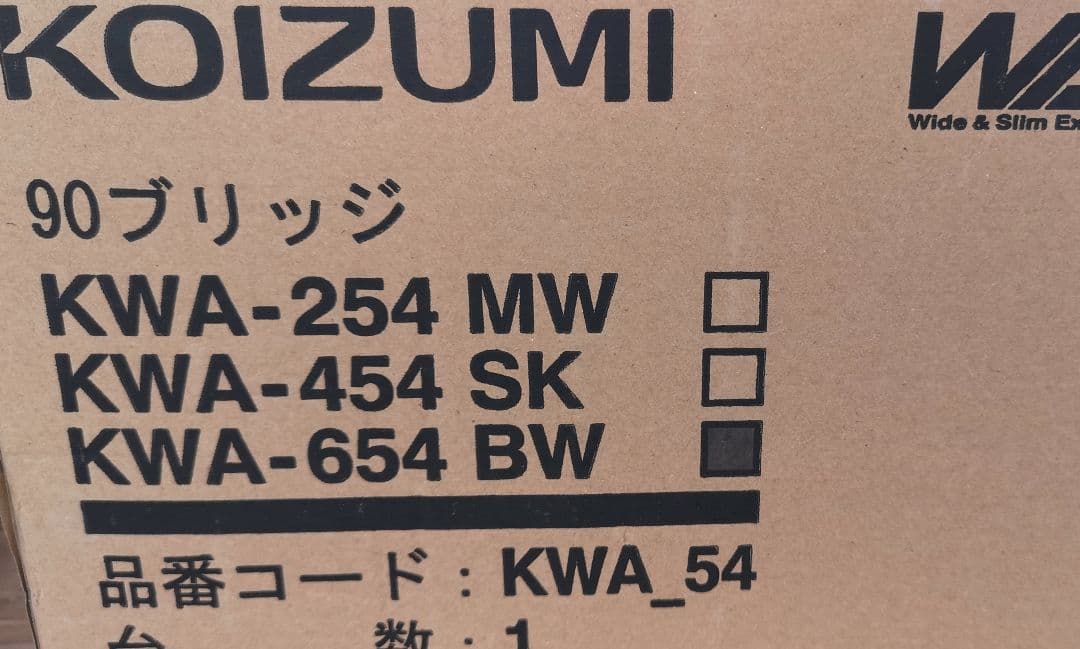 KOIZUMI
Wide & Slim
90ブリッジ
KWA-254 MW
KWA-454 SK
KWA-654 BW
品番コード：KWA_54
台　　数：1